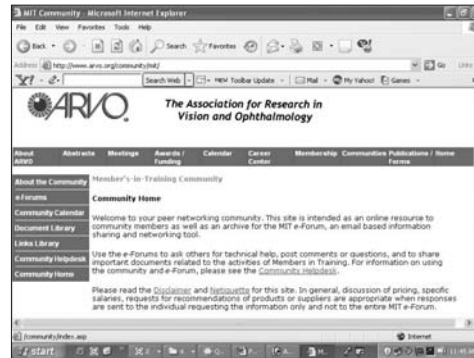 MIT Community - Microsoft Internet Explorer
File Edit View Favorites Tools Help
Back Search Favorites
Address http://www.arvo.org/community/mit/ Go Links
Y! Search Web NEW Toolbar Update Mail My Yahoo! Games
ARVO
The Association for Research in
Vision and Ophthalmology
About ARVO Abstracts Meetings Awards / Funding Calendar Career Center Membership Communities Publications / Forms Home
About the Community
e-Forums
Community Calendar
Document Library
Links Library
Community Helpdesk
Community Home
Member's-in-Training Community
Community Home
Welcome to your peer networking community. This site is intended as an online resourse to
community members as well as an archive for the MIT e-Forum, an email based information
sharing and networking tool.
Use the e-Forums to ask others for technical help, post comments or questions, and to share
important documents related to the activities of Members in Training. For information on using
the community and e-Forum, please see the Community Helpdesk.
Please read the Disclaimer and Netiquette for this site. In general, discussion of pricing, specific
salaries, requests for recommendations of products or suppliers are appropriate when responses
are sent to the individual requesting the information only and not to the entire MIT e-Forum.
/community/index.asp Internet
start